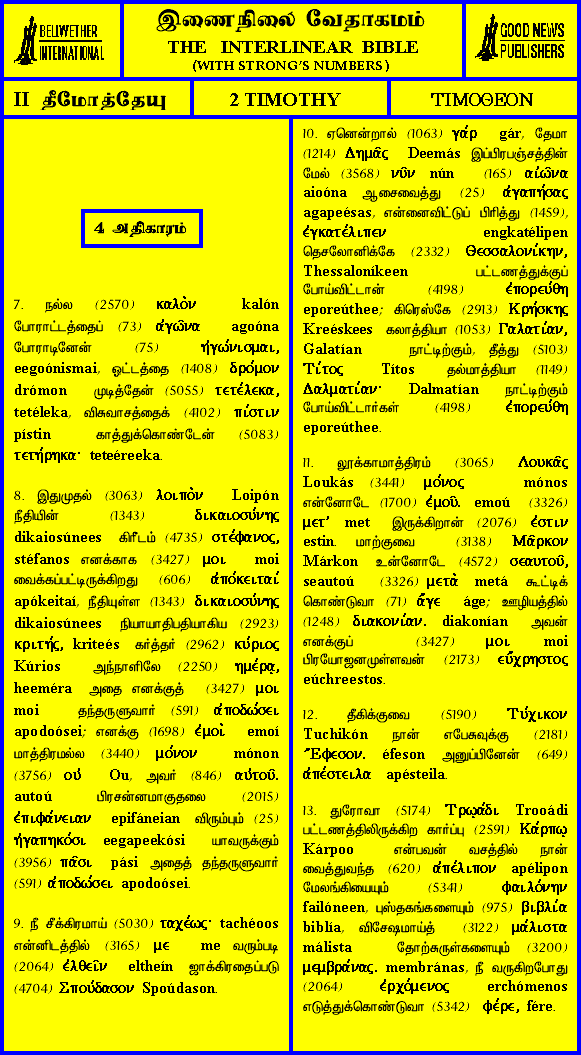 BELIWETHER
INTERNATIONAL
இணைநிலை வேதாகமம்
THE INTERLINEAR BIBLE
(WITH STRONG'S NUMBERS)
GOOD NEWS
PUBLISHERS
II தீமோத்தேயு
2 TIMOTHY
ΤΙΜΟΘΕΟΝ
4 அதிகாரம்
7. நல்ல (2570) καλὸν kalón
போராட்டத்தைப் (73) ἀγῶνα agoóna
போராடினேன் (75) ἠγώνισμαι,
eegoónismai, ஓட்டத்தை (1408) δρόμον
drómon முடித்தேன் (5055) τετέλεκα,
tetéleka, விசுவாசத்தைக் (4102) πίστιν
pístin காத்துக்கொண்டேன் (5083)
τετήρηκα· teteéreeka.
8. இதுமுதல் (3063) λοιπὸν Loipón
நீதியின் (1343) δικαιοσύνης
dikaiosúnees கிரீடம் (4735) στέφανος,
stéfanos எனக்காக (3427) μοι moi
வைக்கப்பட்டிருக்கிறது (606) ἀπόκειταί
apókeitaí, நீதியுள்ள (1343) δικαιοσύνης
dikaiosúnees நியாயாதிபதியாகிய (2923)
κριτής, kriteés கர்த்தர் (2962) κύριος
Kúrios அந்நாளிலே (2250) ημέρᾳ,
heeméra அதை எனக்குத் (3427) μοι
moi தந்தருளுவார் (591) ἀποδώσει
apodoósei; எனக்கு (1698) ἐμοὶ emoí
மாத்திரமல்ல (3440) μόνον mónon
(3756) οὐ Ou, அவர் (846) αὐτοῦ.
autoú பிரசன்னமாகுதலை (2015)
ἐπιφάνειαν epifáneian விரும்பும் (25)
ἠγαπηκόσι eegapeekósi யாவருக்கும்
(3956) πᾶσι pási அதைத் தந்தருளுவார்
(591) ἀποδώσει apodoósei.
9. நீ சீக்கிரமாய் (5030) ταχέως· tachéoos
என்னிடத்தில் (3165) με me வரும்படி
(2064) ἐλθεῖν eltheín ஜாக்கிரதைப்படு
(4704) Σπούδασον Spoúdason.
10. ஏனென்றால் (1063) γάρ gár, தேமா
(1214) Δημᾶς Deemás இப்பிரபஞ்சத்தின்
மேல் (3568) νῦν nún (165) αἰῶνα
aioóna ஆசைவைத்து (25) ἀγαπήσας
agapeésas, என்னைவிட்டுப் பிரிந்து (1459),
ἐγκατέλιπεν engkatélipen
தெசலோனிக்கே (2332) Θεσσαλονίκην,
Thessaloníkeen பட்டணத்துக்குப்
போய்விட்டான் (4198) ἐπορεύθη
eporeúthee; கிரெஸ்கே (2913) Κρήσκης
Kreéskees கலாத்தியா (1053) Γαλατίαν,
Galatían நாட்டிற்கும், தீத்து (5103)
Τίτος Títos தல்மாத்தியா (1149)
Δαλματίαν· Dalmatían நாட்டிற்கும்
போய்விட்டார்கள் (4198) ἐπορεύθη
eporeúthee.
11. லூக்காமாத்திரம் (3065) Λουκᾶς
Loukás (3441) μόνος mónos
என்னோடே (1700) ἐμοῦ. emoú (3326)
μετ' met இருக்கிறான் (2076) ἐστιν
estin. மாற்குவை (3138) Μᾶρκον
Márkon உன்னோடே (4572) σεαυτοῦ,
seautoú (3326) μετὰ metá கூட்டிக்
கொண்டுவா (71) ἄγε áge; ஊழியத்தில்
(1248) διακονίαν. diakonían அவன்
எனக்குப் (3427) μοι moi
பிரயோஜனமுள்ளவன் (2173) εὔχρηστος
eúchreestos.
12. தீகிக்குவை (5190) Τύχικον
Tuchikón நான் எபேசுவுக்கு (2181)
Ἔφεσον. éfeson அனுப்பினேன் (649)
ἀπέστειλα apésteila.
13. துரோவா (5174) Τρῳάδι Trooádi
பட்டணத்திலிருக்கிற கார்ப்பு (2591) Κάρπῳ
Kárpoo என்பவன் வசத்தில் நான்
வைத்துவந்த (620) ἀπέλιπον apélipon
மேலங்கியையும் (5341) φαιλόνην
failóneen, புஸ்தகங்களையும் (975) βιβλία
biblía, விசேஷமாய்த் (3122) μάλιστα
málista தோற்சுருள்களையும் (3200)
μεμβράνας. membránas, நீ வருகிறபோது
(2064) ἐρχόμενος erchómenos
எடுத்துக்கொண்டுவா (5342) φέρε, fére.